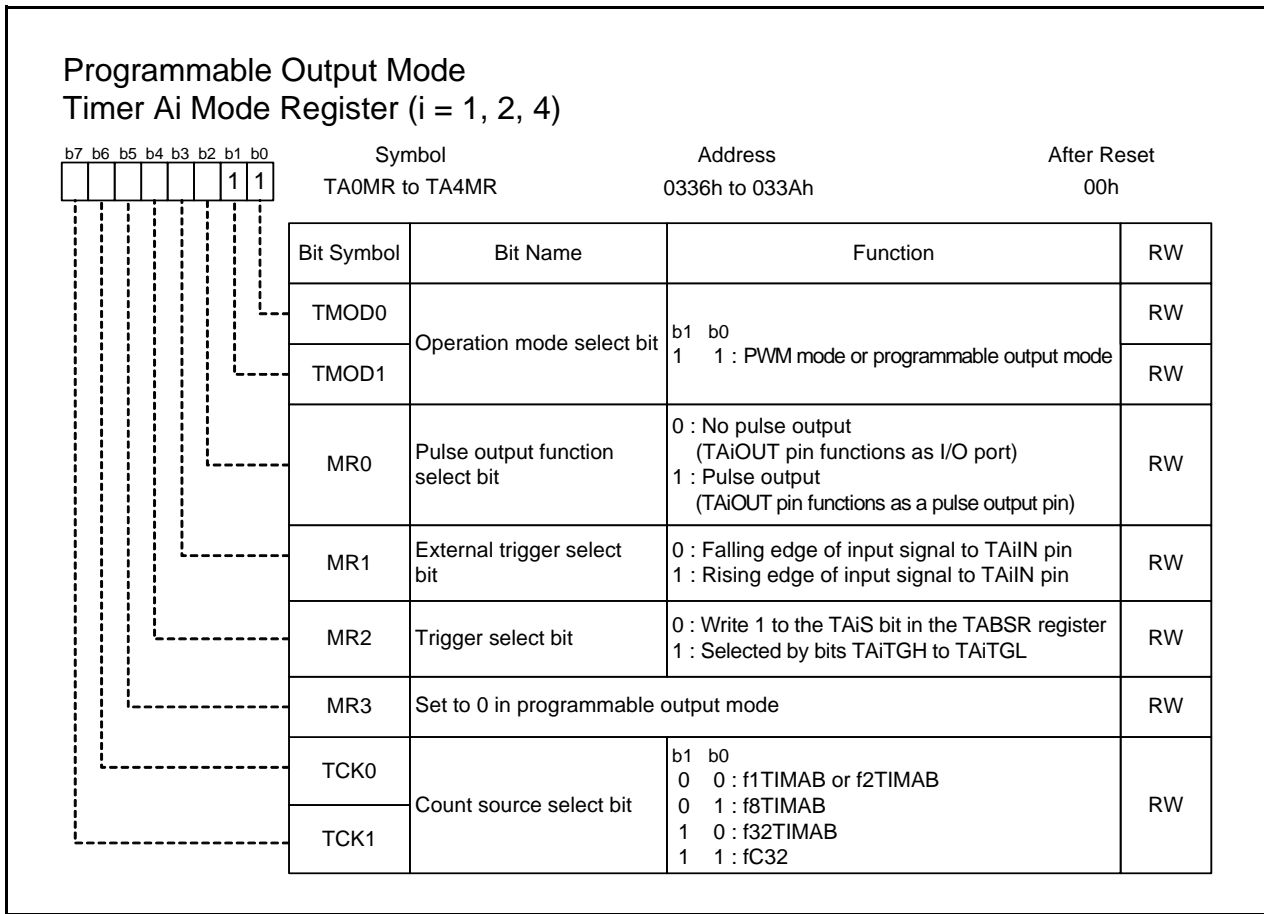 Programmable Output Mode
Timer Ai Mode Register (i = 1, 2, 4)
b7 b6 b5 b4 b3 b2 b1 b0
1 1
Symbol Address After Reset
TA0MR to TA4MR 0336h to 033Ah 00h
Bit Symbol Bit Name Function RW
TMOD0 RW
Operation mode select bit
b1 b0
1 1 : PWM mode or programmable output mode
TMOD1 RW
MR0
Pulse output function
select bit
0 : No pulse output
(TAiOUT pin functions as I/O port)
1 : Pulse output
(TAiOUT pin functions as a pulse output pin)
RW
MR1
External trigger select
bit
0 : Falling edge of input signal to TAiIN pin
1 : Rising edge of input signal to TAiIN pin
RW
MR2
Trigger select bit
0 : Write 1 to the TAiS bit in the TABSR register
1 : Selected by bits TAiTGH to TAiTGL
RW
MR3 Set to 0 in programmable output mode RW
TCK0
TCK1
Count source select bit
b1 b0
0 0 : f1TIMAB or f2TIMAB
0 1 : f8TIMAB
1 0 : f32TIMAB
1 1 : fC32
RW